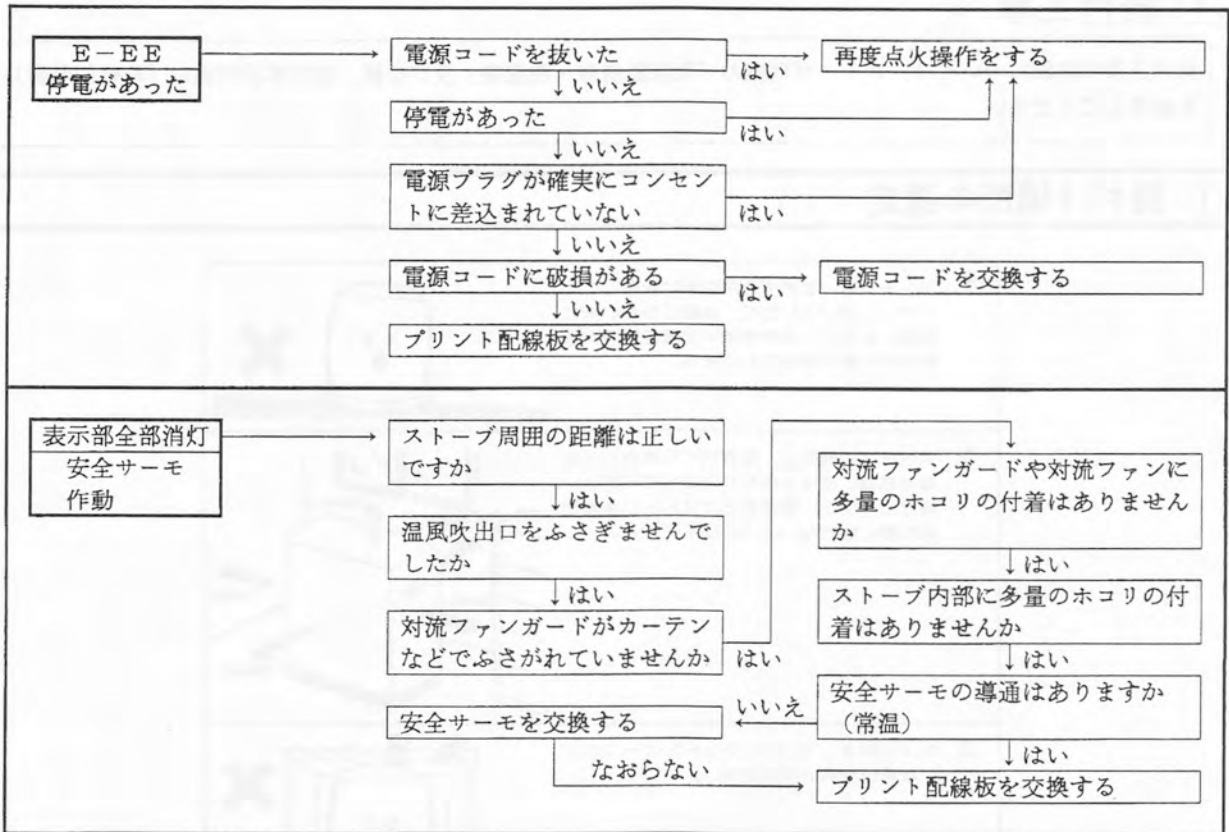 E－EE
停電があった
電源コードを抜いた
はい
再度点火操作をする
いいえ
停電があった
はい
いいえ
電源プラグが確実にコンセン
トに差込まれていない
はい
いいえ
電源コードに破損がある
はい
電源コードを交換する
いいえ
プリント配線板を交換する
表示部全部消灯
安全サーモ
作動
ストーブ周囲の距離は正しい
ですか
はい
温風吹出口をふさぎませんで
したか
はい
対流ファンガードがカーテン
などでふさがれていませんか
はい
対流ファンガードや対流ファンに
多量のホコリの付着はありません
か
はい
ストーブ内部に多量のホコリの付
着はありませんか
はい
安全サーモの導通はありますか
（常温）
いいえ
安全サーモを交換する
はい
なおらない
プリント配線板を交換する